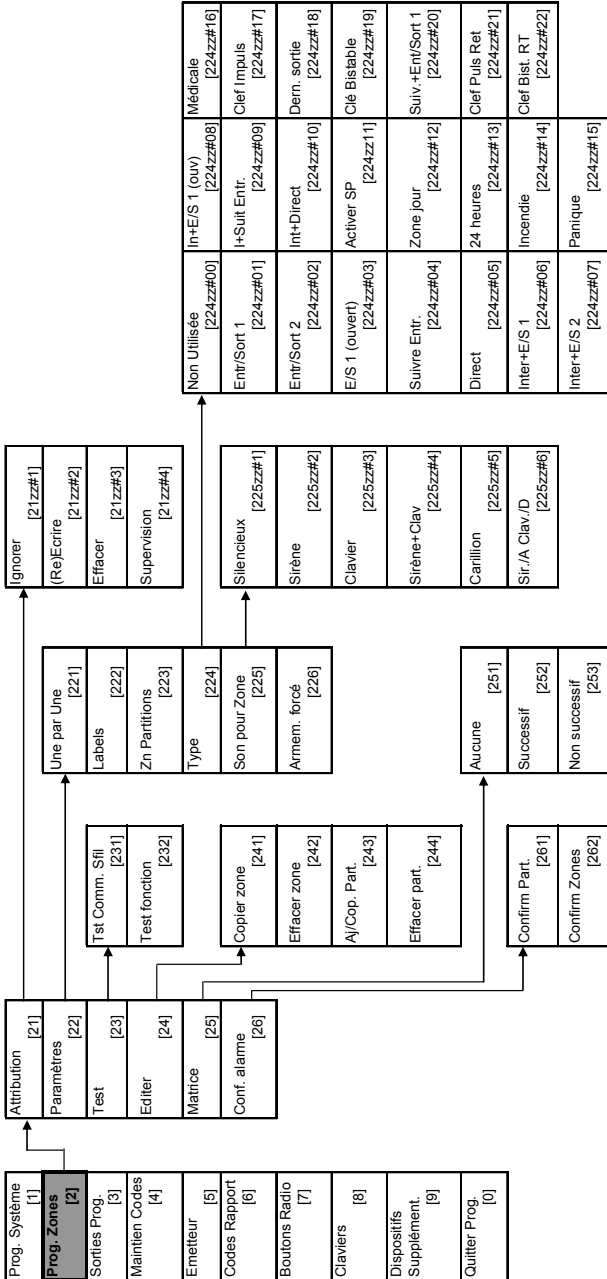 Prog. Système
[1]
Prog. Zones
[2]
Sorties Prog.
[3]
Maintien Codes
[4]
Emetteur
[5]
Codes Rapport
[6]
Boutons Radio
[7]
Claviers
[8]
Dispositifs
Supplément. [9]
Quitter Prog.
[0]
Attribution
[21]
Paramètres
[22]
Test
[23]
Editer
[24]
Matrice
[25]
Conf. alarme
[26]
Tst Comm. Sfil
[231]
Test fonction
[232]
Une par Une
[221]
Labels
[222]
Zn Partitions
[223]
Type
[224]
Son pour Zone
[225]
Armem. forcé
[226]
Copier zone
[241]
Effacer zone
[242]
Aj/Cop. Part.
[243]
Effacer part.
[244]
Aucune
[251]
Successif
[252]
Non successif
[253]
Confirm Part.
[261]
Confirm Zones
[262]
Ignorer
[21zz#1]
(Re)Ecrire
[21zz#2]
Effacer
[21zz#3]
Supervision
[21zz#4]
Silencieux
[225zz#1]
Sirène
[225zz#2]
Clavier
[225zz#3]
Sirène+Clav
[225zz#4]
Carillion
[225zz#5]
Sir./A Clav./D
[225zz#6]
Non Utilisée
[224zz#00]
Entr/Sort 1
[224zz#01]
Entr/Sort 2
[224zz#02]
E/S 1 (ouvert)
[224zz#03]
Suivre Entr.
[224zz#04]
Direct
[224zz#05]
Inter+E/S 1
[224zz#06]
Inter+E/S 2
[224zz#07]
In+E/S 1 (ouv)
[224zz#08]
I+Suit Entr.
[224zz#09]
Int+Direct
[224zz#10]
Activer SP
[224zz11]
Zone jour
[224zz#12]
24 heures
[224zz#13]
Incendie
[224zz#14]
Panique
[224zz#15]
Médicale
[224zz#16]
Clef Impuls
[224zz#17]
Dern. sortie
[224zz#18]
Clé Bistable
[224zz#19]
Suiv.+Ent/Sort 1
[224zz#20]
Clef Puls Ret
[224zz#21]
Clef Bist. RT
[224zz#22]